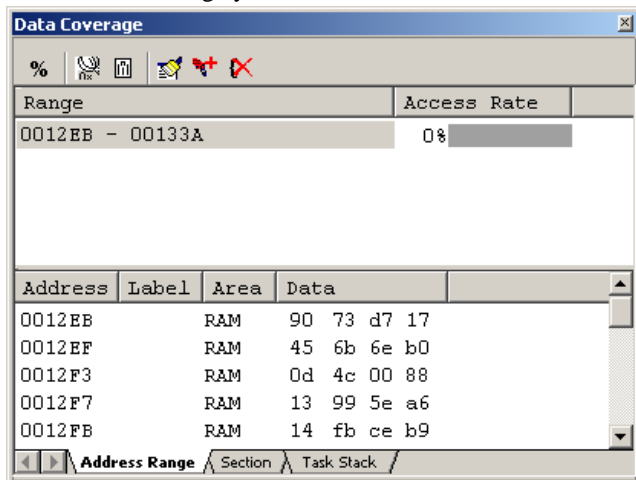 Data Coverage
%
Range Access Rate
0012EB - 00133A 0%
Address Label Area Data
0012EB RAM 90 73 d7 17
0012EF RAM 45 6b 6e b0
0012F3 RAM 0d 4c 00 88
0012F7 RAM 13 99 5e a6
0012FB RAM 14 fb ce b9
Address Range Section Task Stack